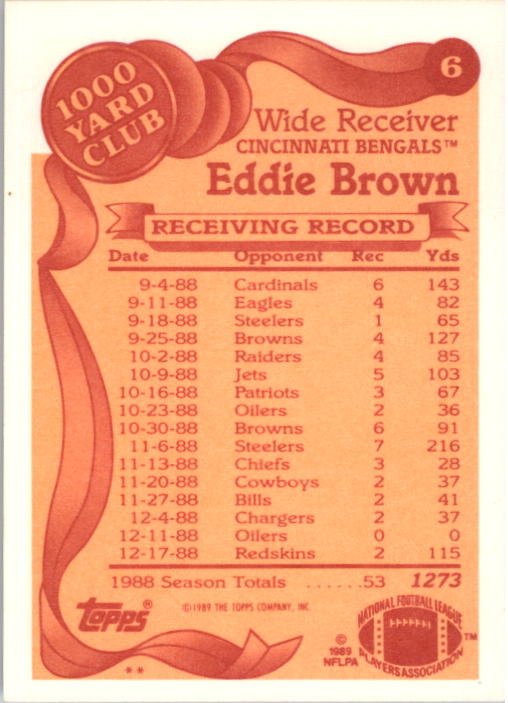 6
1000
YARD
CLUB
Wide Receiver
CINCINNATI BENGALS™
Eddie Brown
RECEIVING RECORD
Date Opponent Rec Yds
9-4-88 Cardinals 6 143
9-11-88 Eagles 4 82
9-18-88 Steelers 1 65
9-25-88 Browns 4 127
10-2-88 Raiders 4 85
10-9-88 Jets 5 103
10-16-88 Patriots 3 67
10-23-88 Oilers 2 36
10-30-88 Browns 6 91
11-6-88 Steelers 7 216
11-13-88 Chiefs 3 28
11-20-88 Cowboys 2 37
11-27-88 Bills 2 41
12-4-88 Chargers 2 37
12-11-88 Oilers 0 0
12-17-88 Redskins 2 115
1988 Season Totals ......53 1273
Topps®
©1989 THE TOPPS COMPANY, INC.
**
©
1989
NFLPA
NATIONAL FOOTBALL LEAGUE
PLAYERS ASSOCIATION
™